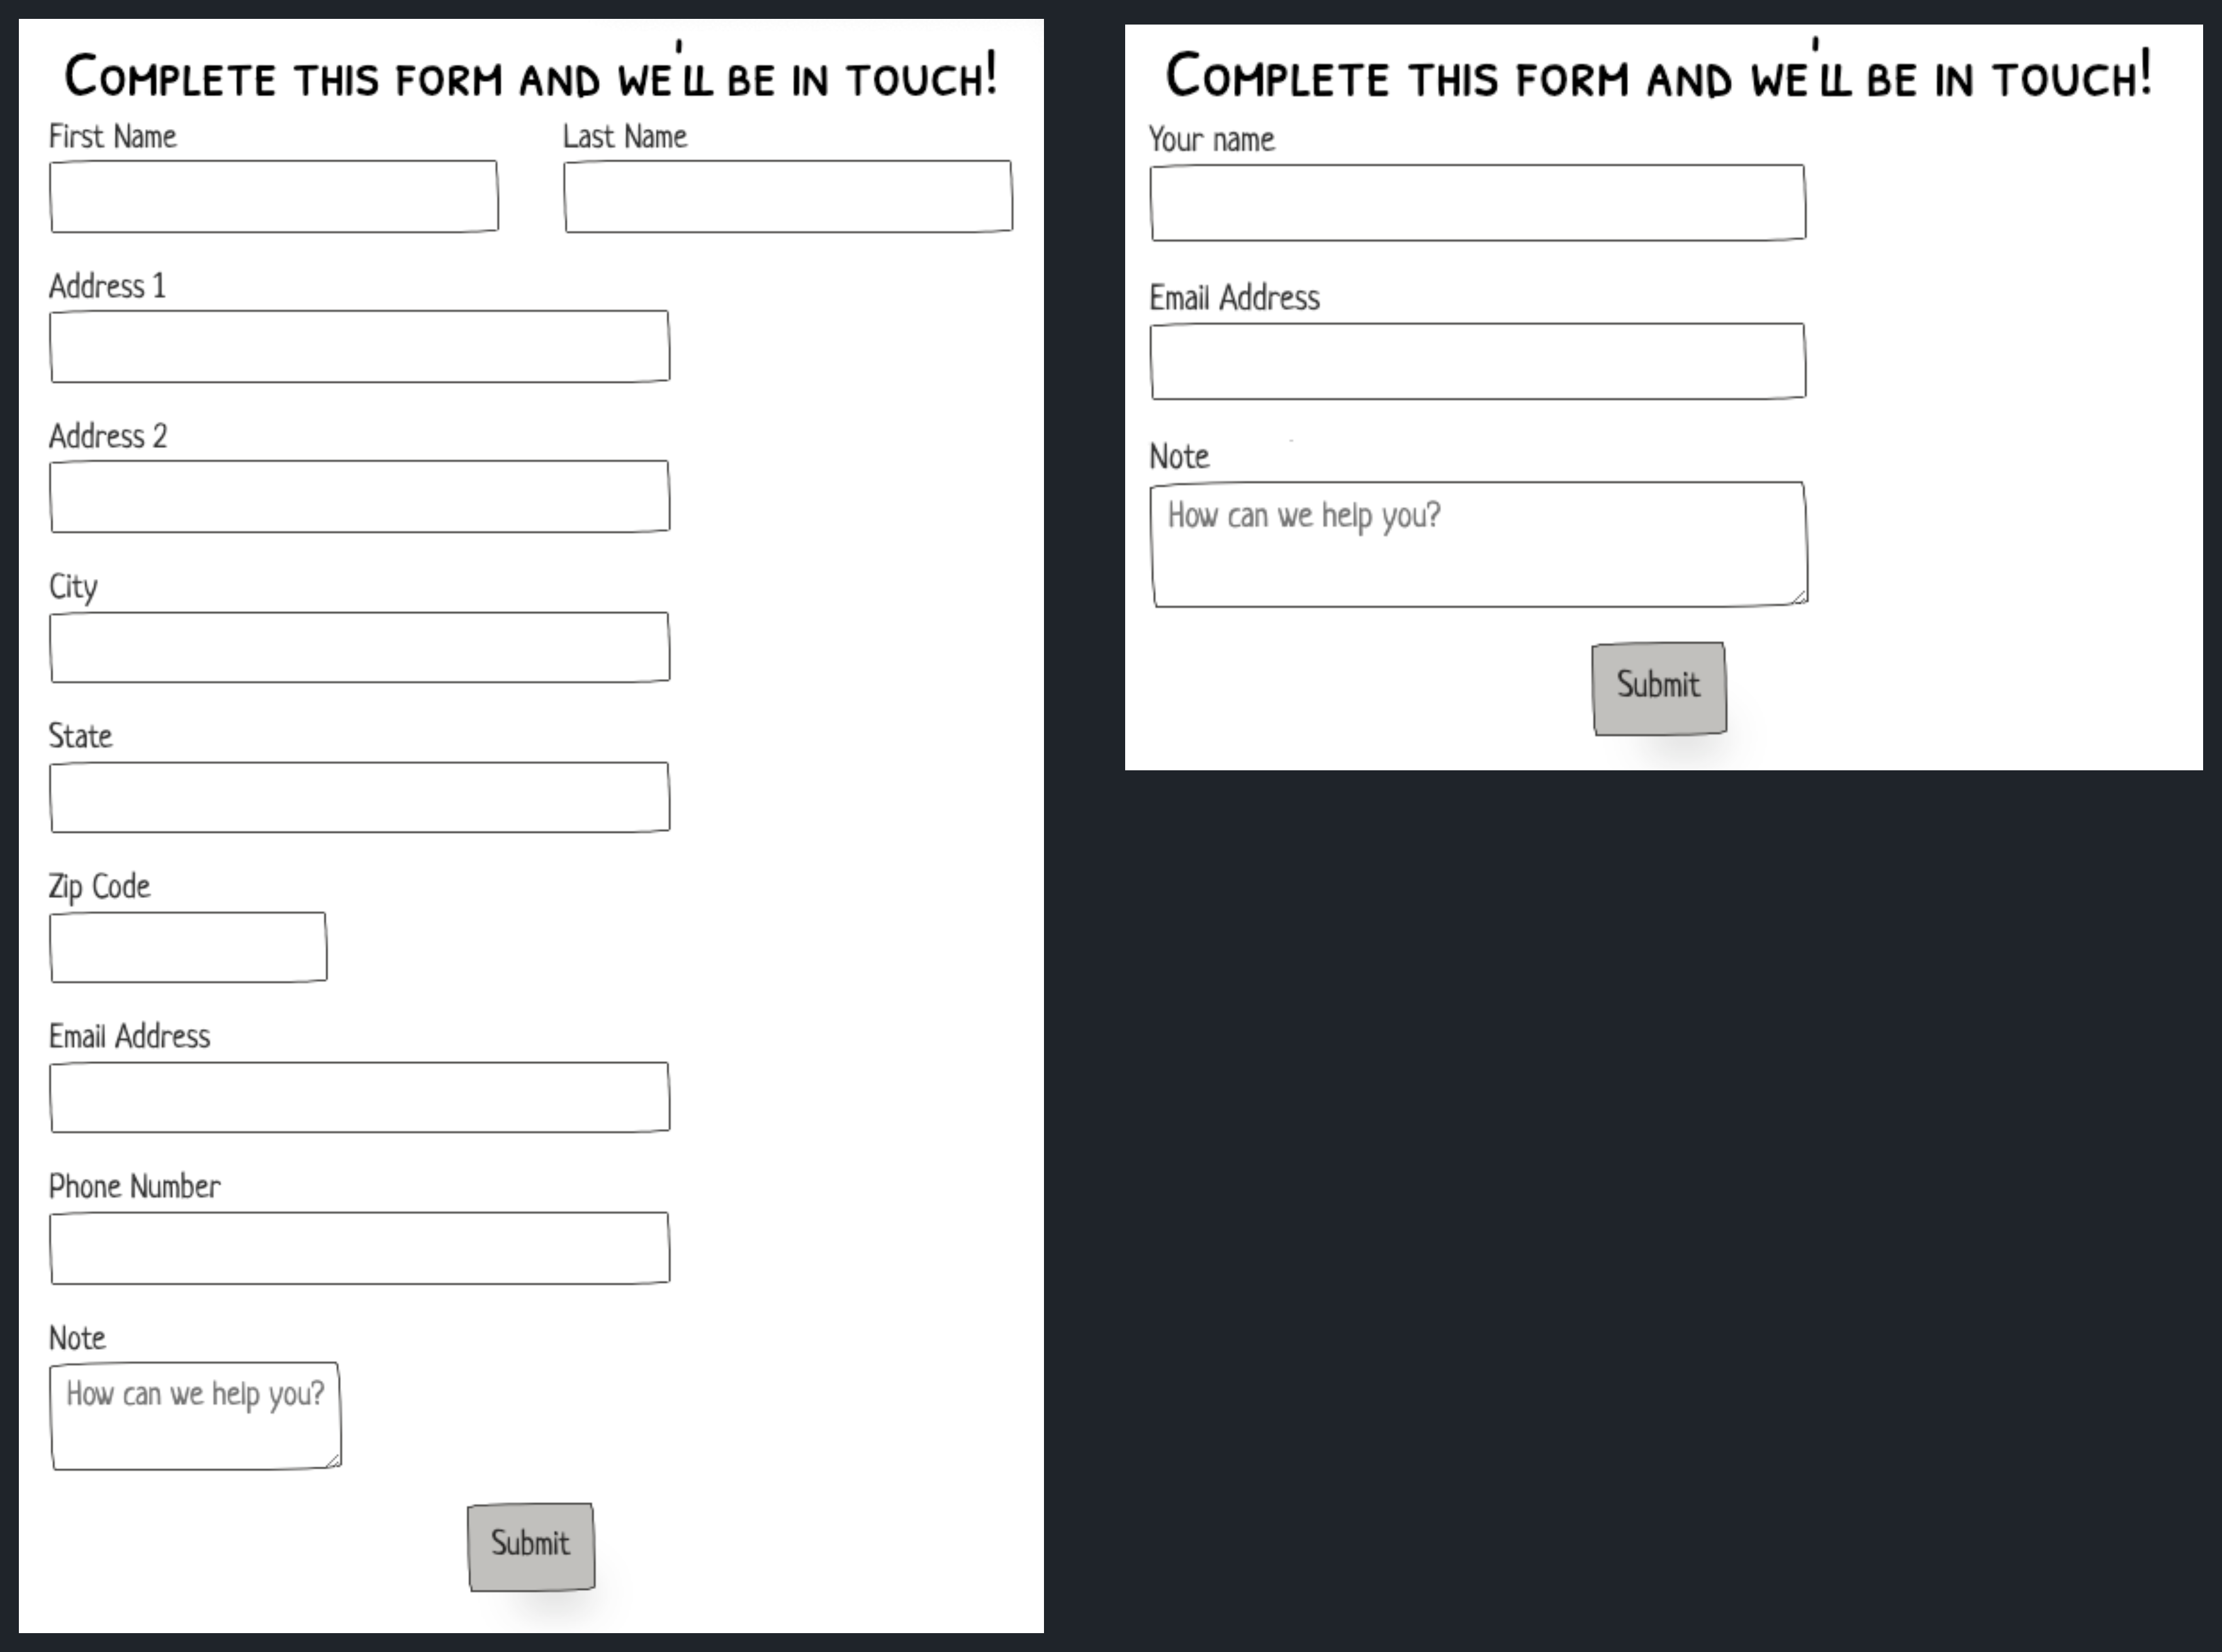 Complete this form and we'll be in touch!
First Name
Last Name
Address 1
Address 2
City
State
Zip Code
Email Address
Phone Number
Note
How can we help you?
Submit
Complete this form and we'll be in touch!
Your name
Email Address
Note
How can we help you?
Submit